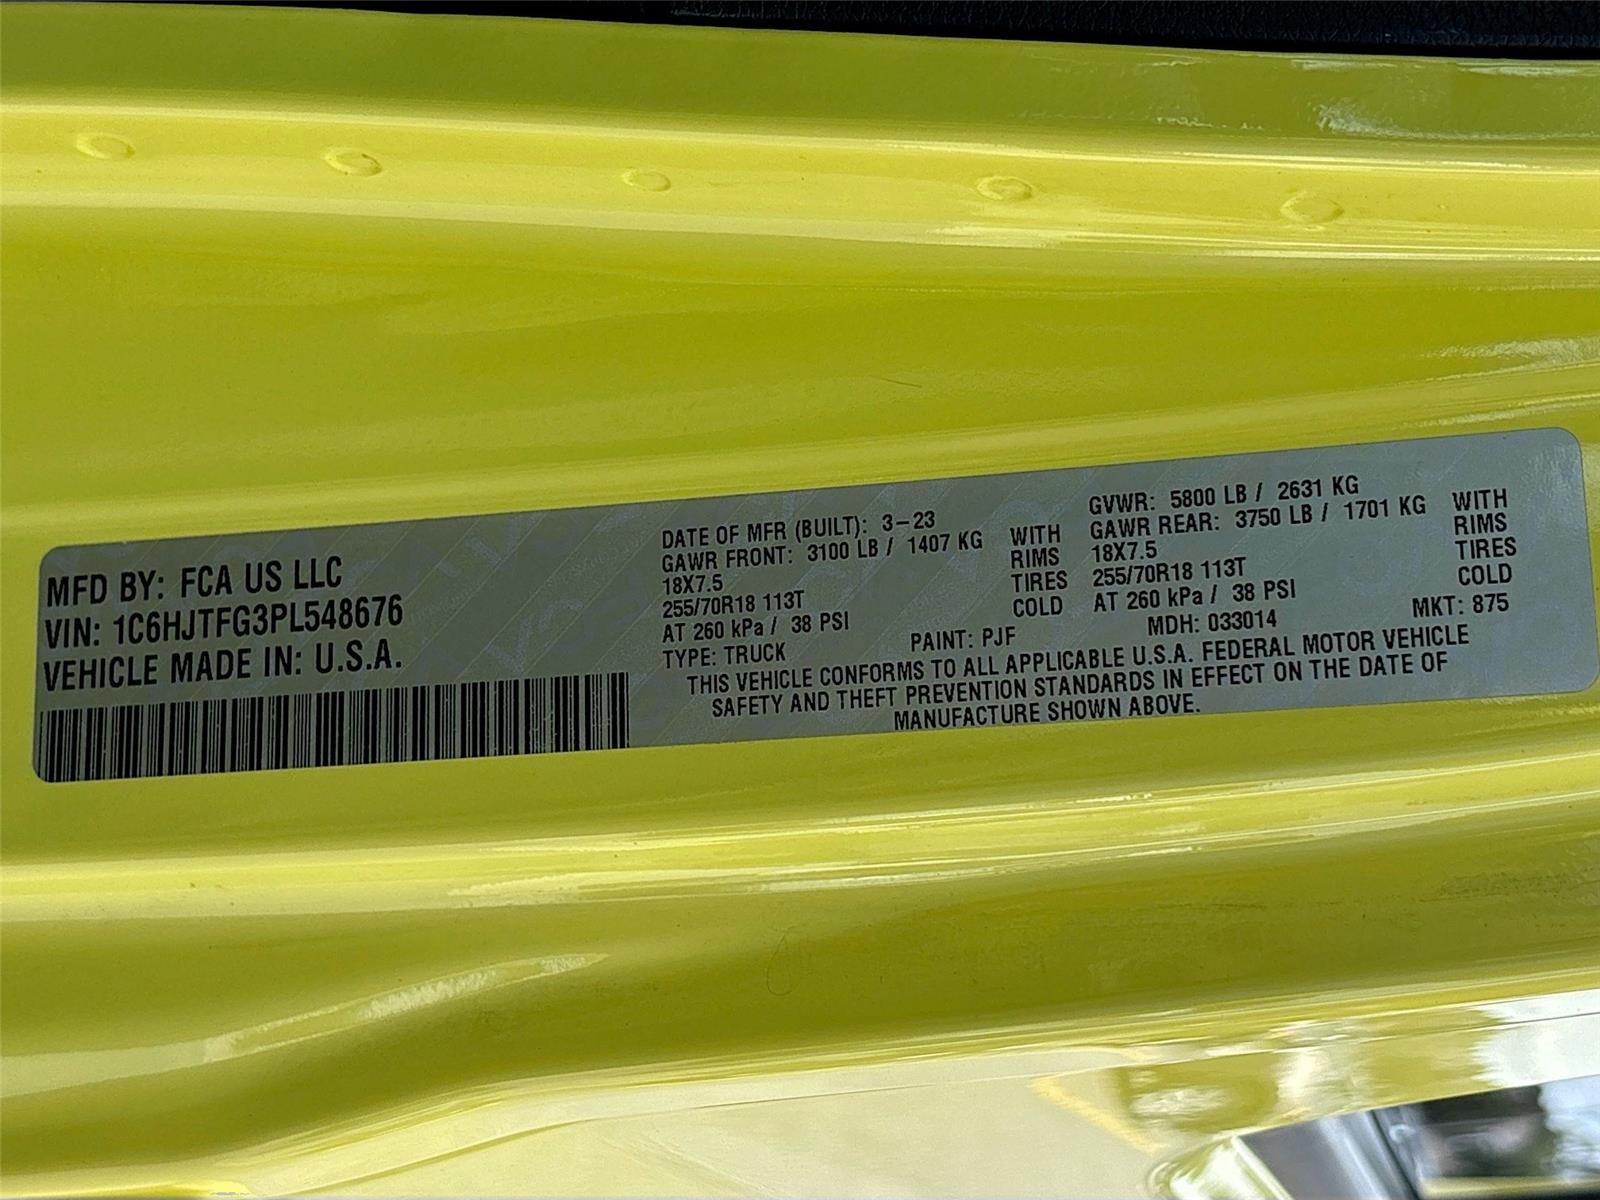 MFD BY: FCA US LLC
VIN: 1C6HJTFG3PL548676
VEHICLE MADE IN: U.S.A.
DATE OF MFR (BUILT): 3-23
GAWR FRONT: 3100 LB / 1407 KG WITH
18X7.5 RIMS
255/70R18 113T TIRES
AT 260 kPa / 38 PSI COLD
TYPE: TRUCK
GVWR: 5800 LB / 2631 KG
GAWR REAR: 3750 LB / 1701 KG WITH
18X7.5 RIMS
255/70R18 113T TIRES
AT 260 kPa / 38 PSI COLD
PAINT: PJF MDH: 033014 MKT: 875
THIS VEHICLE CONFORMS TO ALL APPLICABLE U.S.A. FEDERAL MOTOR VEHICLE
SAFETY AND THEFT PREVENTION STANDARDS IN EFFECT ON THE DATE OF
MANUFACTURE SHOWN ABOVE.